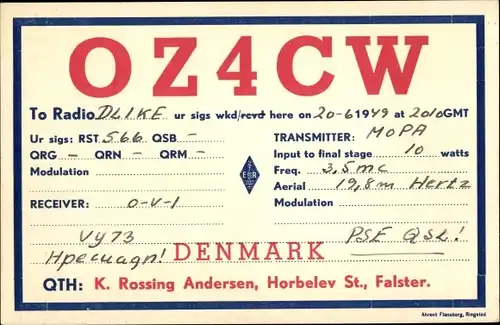 OZ4CW
To Radio DL1KE ur sigs wkd/rcvd here on 20-6 1949 at 2010 GMT
Ur sigs: RST 566 QSB - TRANSMITTER: MOPA
QRG - QRN - QRM - Input to final stage 10 watts
Modulation Freq. 3,5 mc
Aerial 19,8 m Hertz
RECEIVER: 0-V-1 Modulation
EDR
Vy 73 PSE QSL!
DENMARK
QTH: K. Rossing Andersen, Horbelev St., Falster.
Ahrent Flensborg, Ringsted